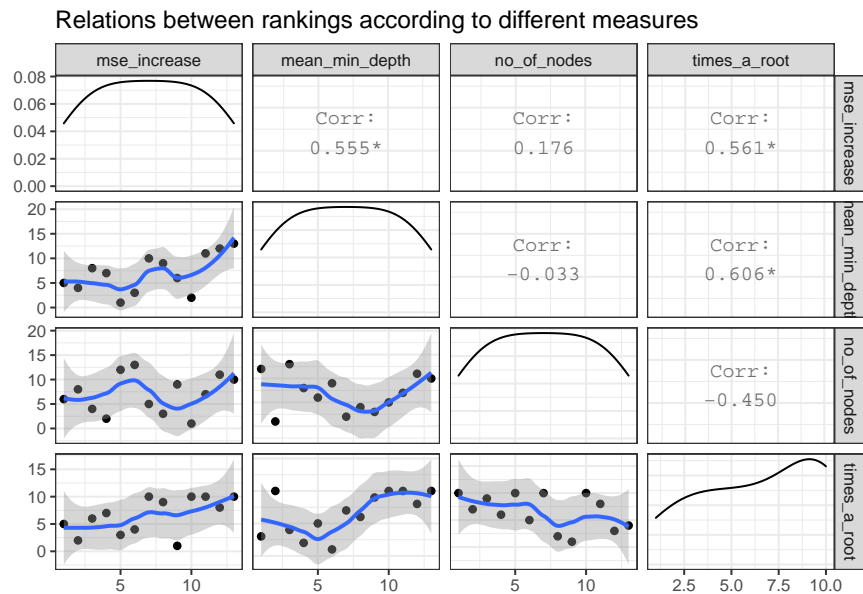 Relations between rankings according to different measures
mse_increase mean_min_depth no_of_nodes times_a_root
0.08
0.06
0.04
0.02
0.00
Corr:
0.555*
Corr:
0.176
Corr:
0.561*
mse_increase
20
15
10
5
0
Corr:
-0.033
Corr:
0.606*
mean_min_depth
20
15
10
5
0
Corr:
-0.450
no_of_nodes
15
10
5
0
times_a_root
5 10 5 10 5 10 2.5 5.0 7.5 10.0